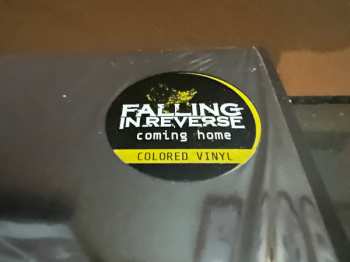 FALLING
IN REVERSE
coming home
COLORED VINYL